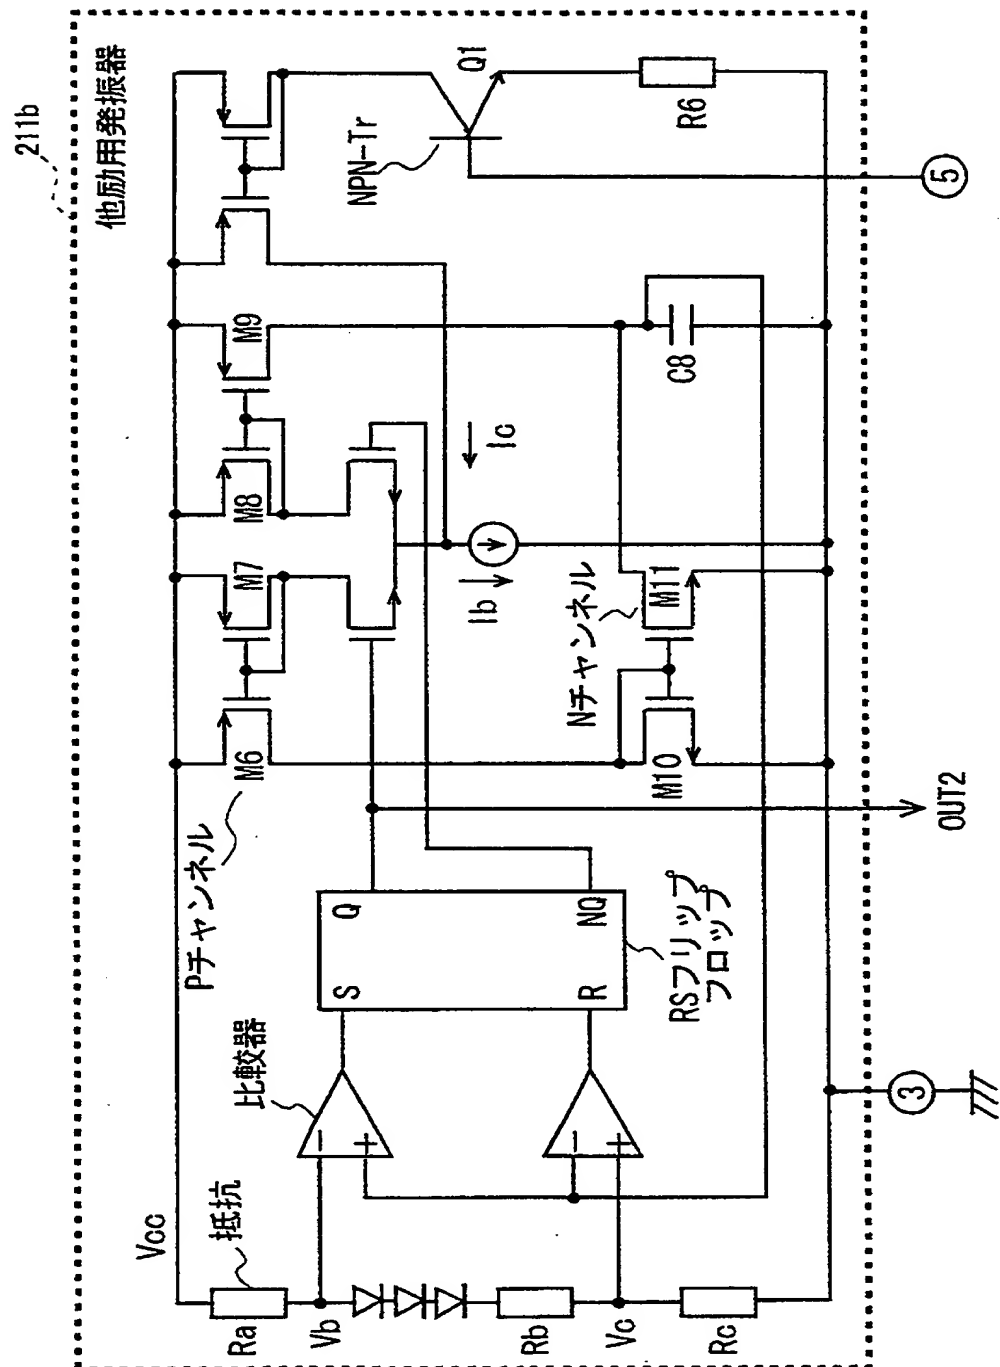 211b
他励用発振器
Vcc
抵抗
Ra
Vb
Rb
Vc
Rc
比較器
-
+
-
+
S
Q
R
NQ
RSフリップ
フロップ
Pチャンネル
M6
M7
M8
M9
Ib
Ic
Nチャンネル
M10
M11
C8
NPN-Tr
Q1
R6
OUT2
3
5